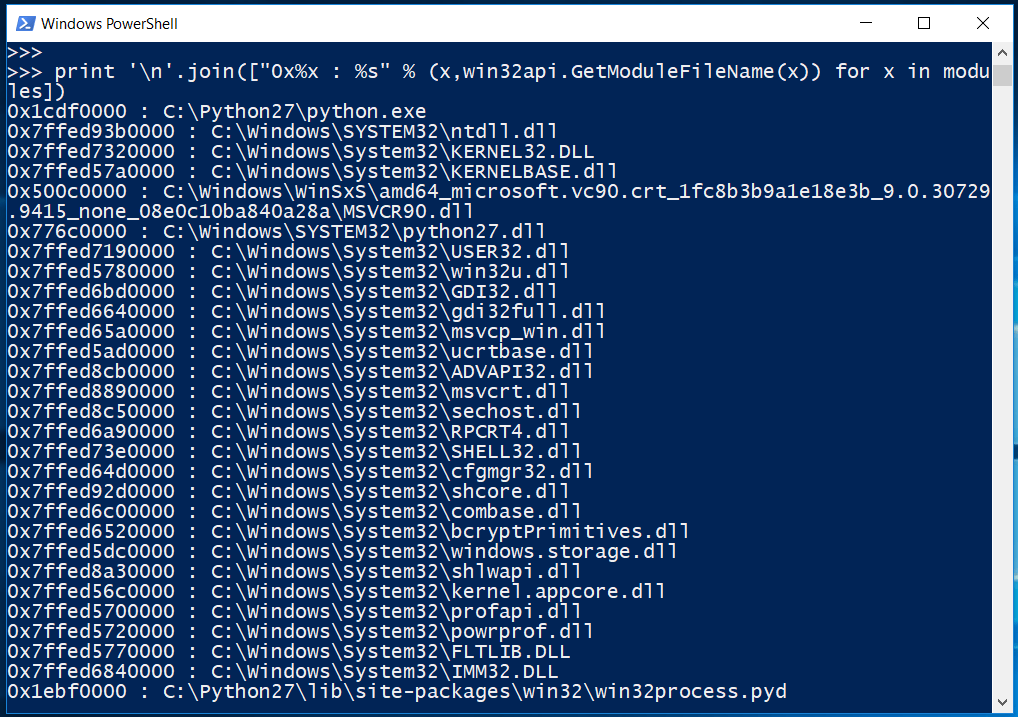 Windows PowerShell
>>>
>>> print '\n'.join(["0x%x : %s" % (x,win32api.GetModuleFileName(x)) for x in modu
les])
0x1cdf0000 : C:\Python27\python.exe
0x7ffed93b0000 : C:\Windows\SYSTEM32\ntdll.dll
0x7ffed7320000 : C:\Windows\System32\KERNEL32.DLL
0x7ffed57a0000 : C:\Windows\System32\KERNELBASE.dll
0x500c0000 : C:\Windows\WinSxS\amd64_microsoft.vc90.crt_1fc8b3b9a1e18e3b_9.0.30729
.9415_none_08e0c10ba840a28a\MSVCR90.dll
0x776c0000 : C:\Windows\SYSTEM32\python27.dll
0x7ffed7190000 : C:\Windows\System32\USER32.dll
0x7ffed5780000 : C:\Windows\System32\win32u.dll
0x7ffed6bd0000 : C:\Windows\System32\GDI32.dll
0x7ffed6640000 : C:\Windows\System32\gdi32full.dll
0x7ffed65a0000 : C:\Windows\System32\msvcp_win.dll
0x7ffed5ad0000 : C:\Windows\System32\ucrtbase.dll
0x7ffed8cb0000 : C:\Windows\System32\ADVAPI32.dll
0x7ffed8890000 : C:\Windows\System32\msvcrt.dll
0x7ffed8c50000 : C:\Windows\System32\sechost.dll
0x7ffed6a90000 : C:\Windows\System32\RPCRT4.dll
0x7ffed73e0000 : C:\Windows\System32\SHELL32.dll
0x7ffed64d0000 : C:\Windows\System32\cfgmgr32.dll
0x7ffed92d0000 : C:\Windows\System32\shcore.dll
0x7ffed6c00000 : C:\Windows\System32\combase.dll
0x7ffed6520000 : C:\Windows\System32\bcryptPrimitives.dll
0x7ffed5dc0000 : C:\Windows\System32\windows.storage.dll
0x7ffed8a30000 : C:\Windows\System32\shlwapi.dll
0x7ffed56c0000 : C:\Windows\System32\kernel.appcore.dll
0x7ffed5700000 : C:\Windows\System32\profapi.dll
0x7ffed5720000 : C:\Windows\System32\powrprof.dll
0x7ffed5770000 : C:\Windows\System32\FLTLIB.DLL
0x7ffed6840000 : C:\Windows\System32\IMM32.DLL
0x1ebf0000 : C:\Python27\lib\site-packages\win32\win32process.pyd